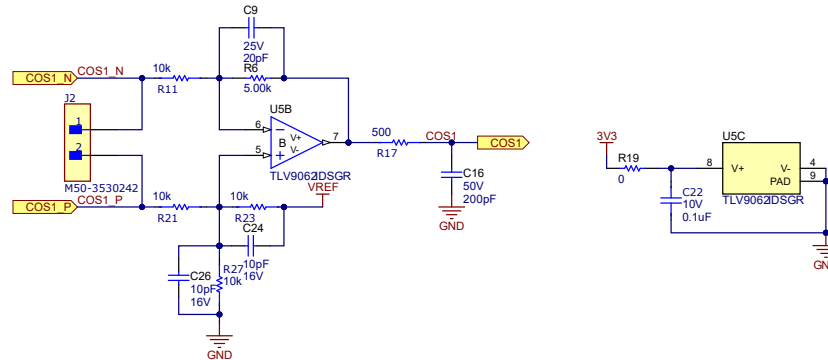 C9
25V
20pF
R6
5.00k
COS1_N
COS1_N
10k
R11
J2
1
2
M50-3530242
U5B
6
5
7
B
V+
V-
TLV9062IDSGR
VREF
500
R17
COS1
COS1
C16
50V
200pF
GND
COS1_P
COS1_P
10k
R21
10k
R23
C24
10pF
16V
C26
10pF
16V
R27
10k
GND
3V3
R19
0
C22
10V
0.1uF
U5C
8
V+
V-
4
PAD
9
TLV9062IDSGR
GN